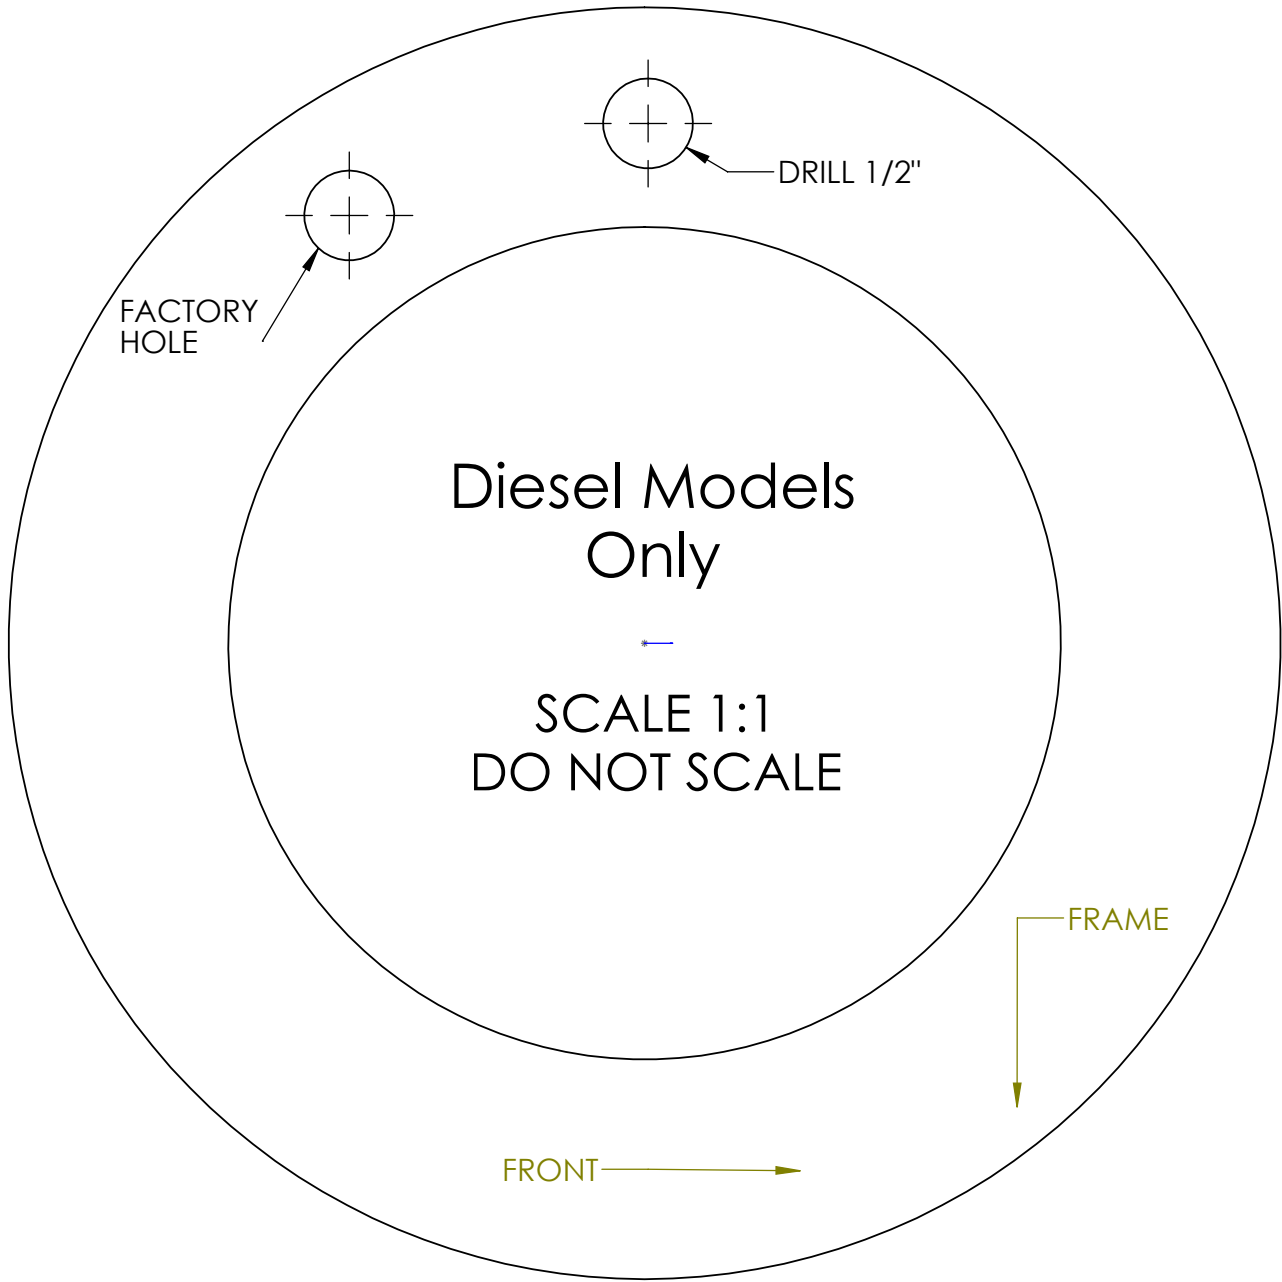 DRILL 1/2"
FACTORY
HOLE
Diesel Models
Only
SCALE 1:1
DO NOT SCALE
FRAME
FRONT